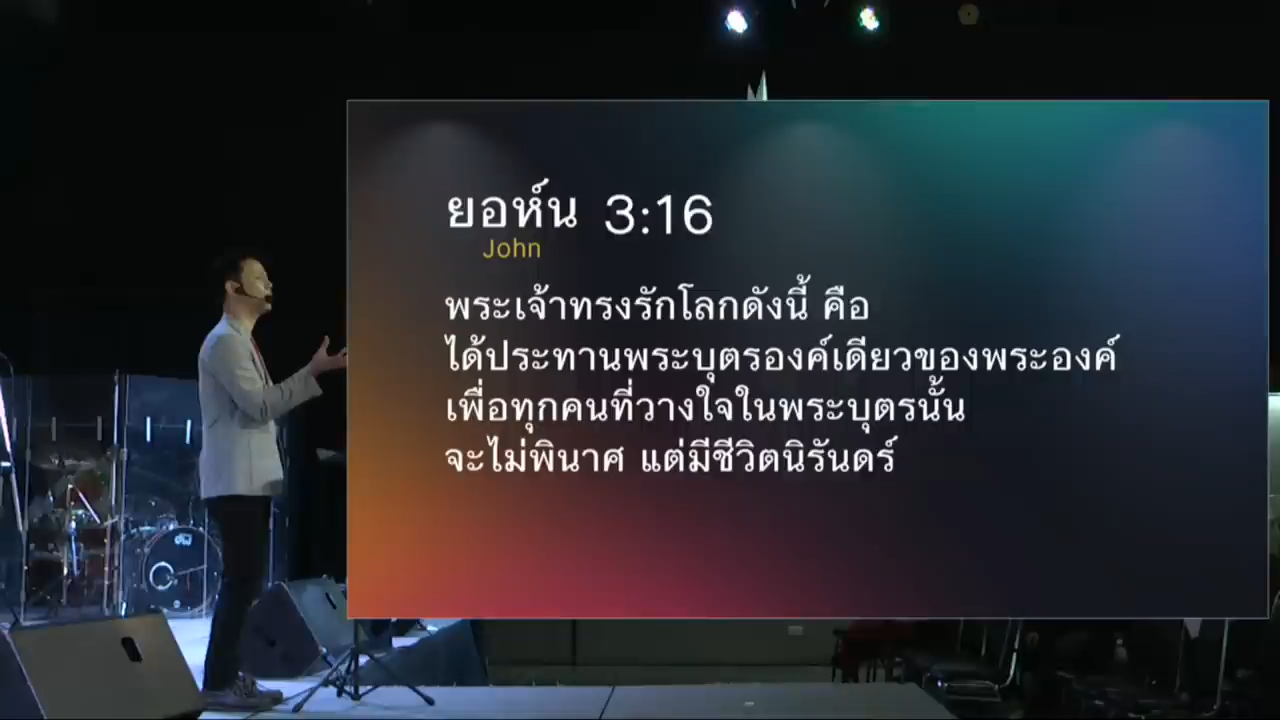 ยอห์น 3:16
John
พระเจ้าทรงรักโลกดังนี้ คือ
ได้ประทานพระบุตรองค์เดียวของพระองค์
เพื่อทุกคนที่วางใจในพระบุตรนั้น
จะไม่พินาศ แต่มีชีวิตนิรันดร์
dw